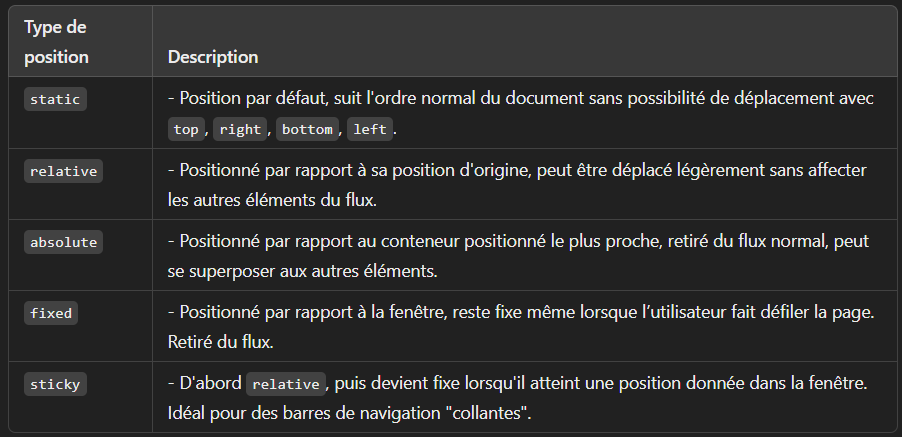 Type de
position
Description
static
- Position par défaut, suit l'ordre normal du document sans possibilité de déplacement avec
top, right, bottom, left.
relative
- Positionné par rapport à sa position d'origine, peut être déplacé légèrement sans affecter
les autres éléments du flux.
absolute
- Positionné par rapport au conteneur positionné le plus proche, retiré du flux normal, peut
se superposer aux autres éléments.
fixed
- Positionné par rapport à la fenêtre, reste fixe même lorsque l’utilisateur fait défiler la page.
Retiré du flux.
sticky
- D'abord relative, puis devient fixe lorsqu'il atteint une position donnée dans la fenêtre.
Idéal pour des barres de navigation "collantes".